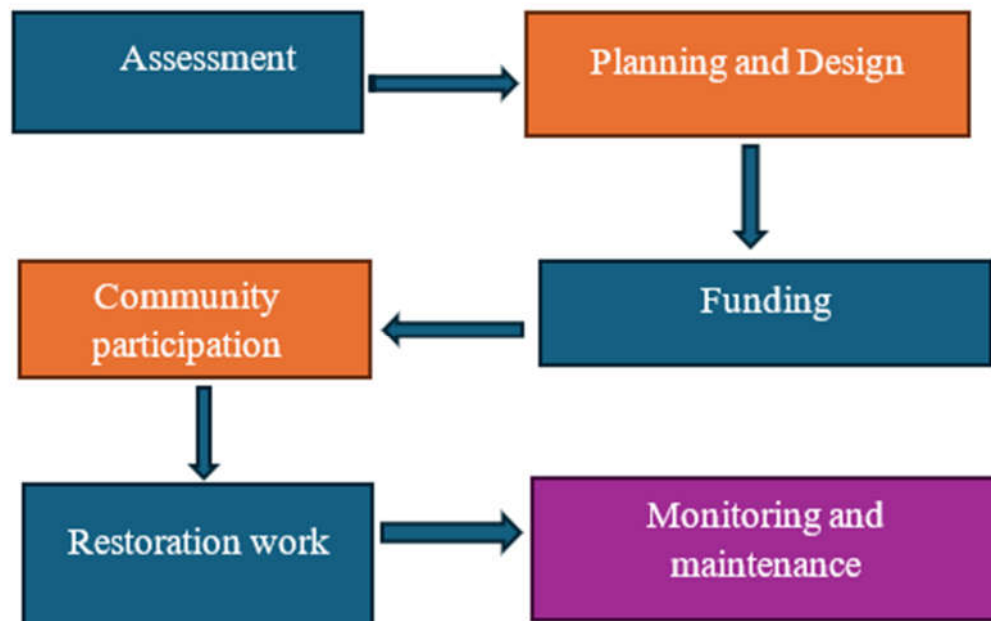 Assessment
Planning and Design
Funding
Community
participation
Restoration work
Monitoring and
maintenance